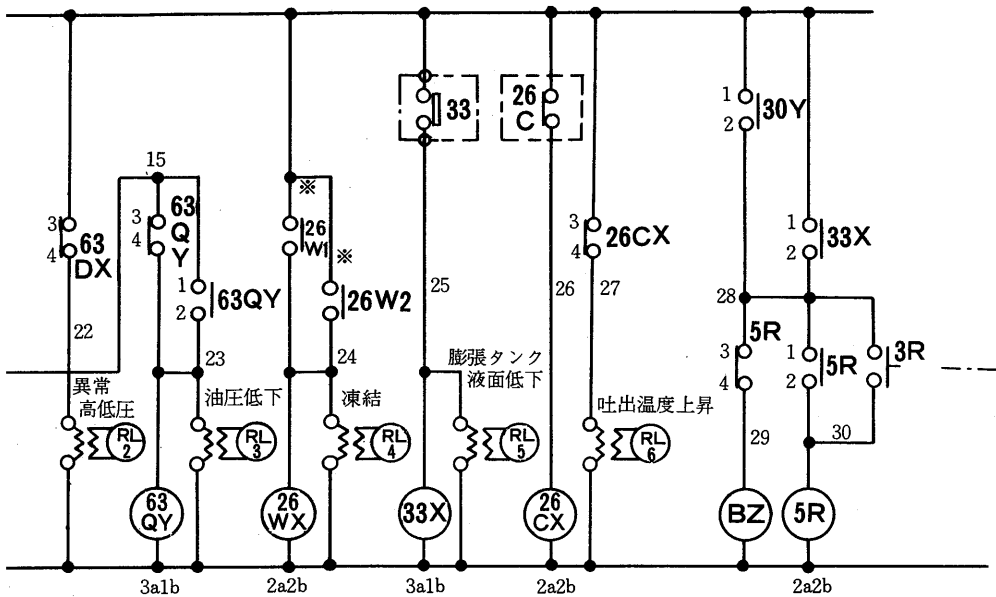 33
26
C
1
2
30Y
15
3
4
63
Q
Y
※
26
W1
※
3
4
63
DX
3
4
26CX
1
2
33X
22
1
2
63QY
26W2
25
26
27
28
5R
3
4
1
2
5R
3R
23
24
膨張タンク
液面低下
異常
高低圧
油圧低下
凍結
吐出温度上昇
29
30
RL
2
RL
3
RL
4
RL
5
RL
6
63
QY
26
WX
33X
26
CX
BZ
5R
3a1b
2a2b
3a1b
2a2b
2a2b